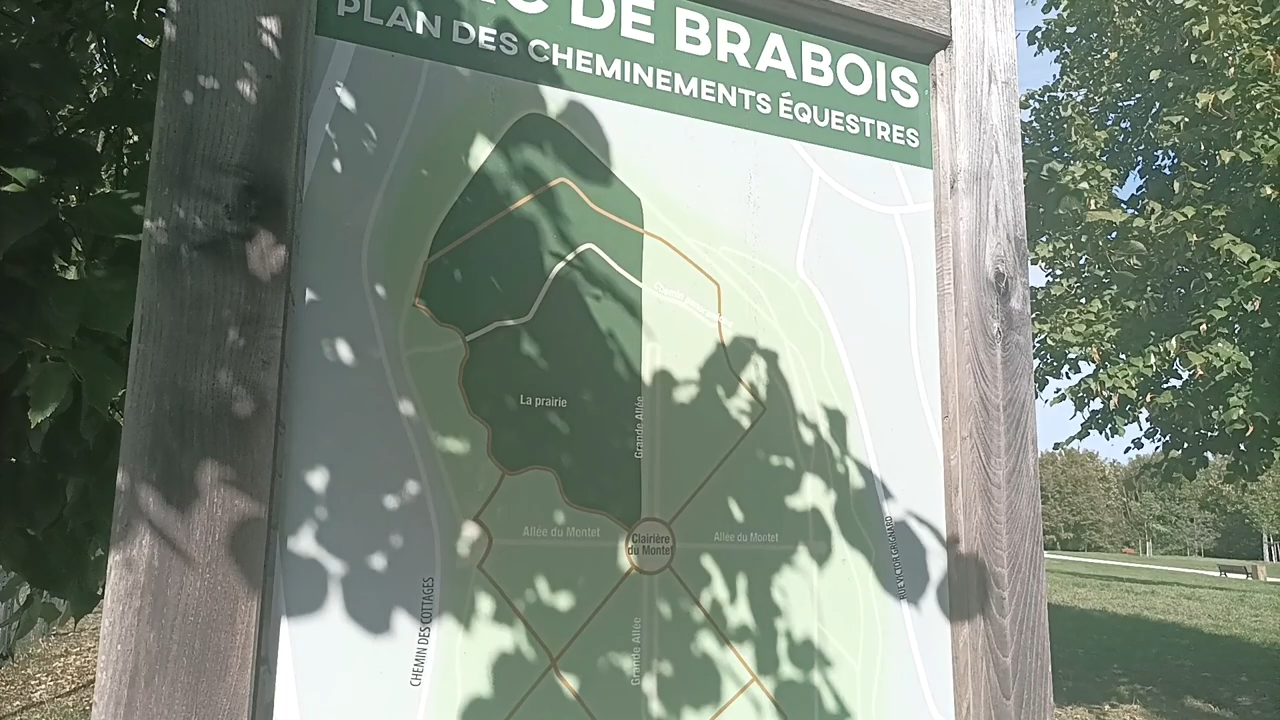 DE BRABOIS
PLAN DES CHEMINEMENTS ÉQUESTRES
La prairie
Grande Allée
Allée du Montet
Clairière
du Montet
Allée du Montet
CHEMIN DES COTTAGES
Grande Allée